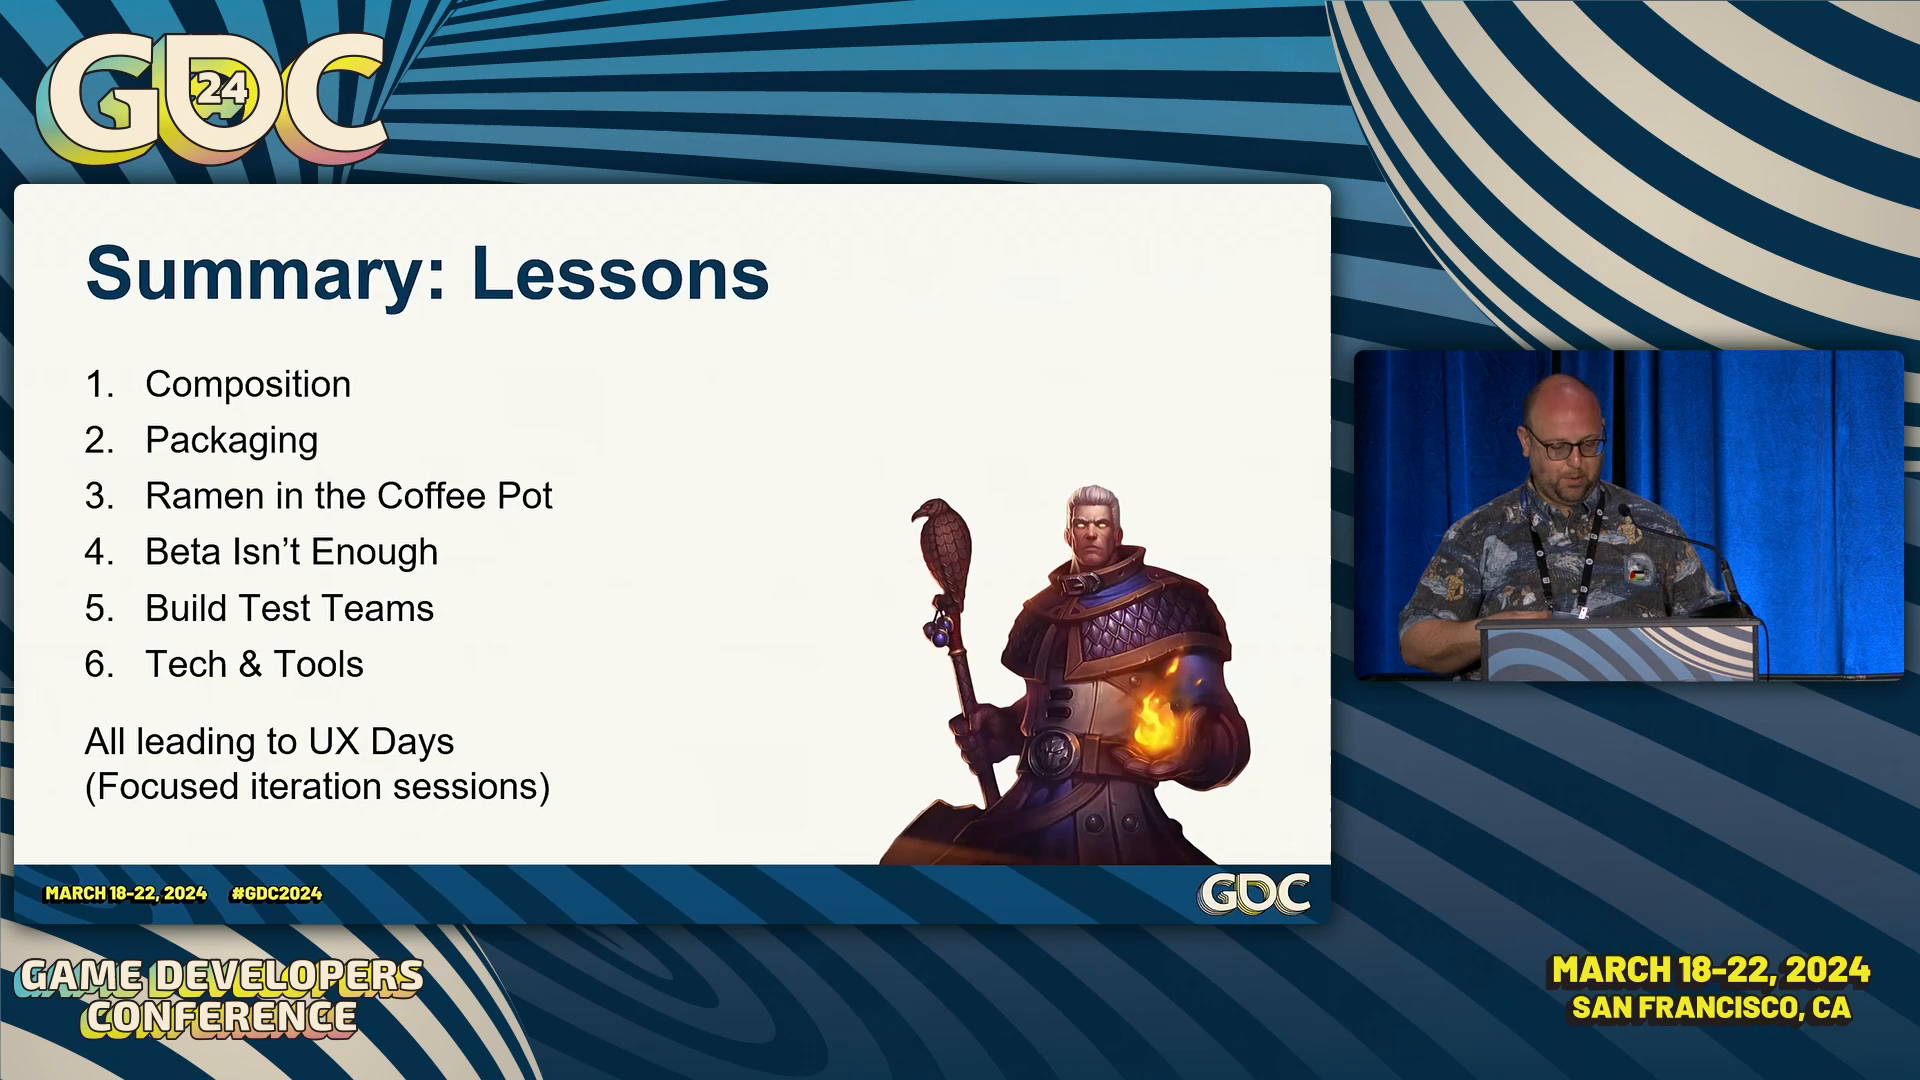 GDC
24
Summary: Lessons
1. Composition
2. Packaging
3. Ramen in the Coffee Pot
4. Beta Isn’t Enough
5. Build Test Teams
6. Tech & Tools
All leading to UX Days
(Focused iteration sessions)
MARCH 18-22, 2024 #GDC2024
GDC
GAME DEVELOPERS
CONFERENCE
MARCH 18-22, 2024
SAN FRANCISCO, CA